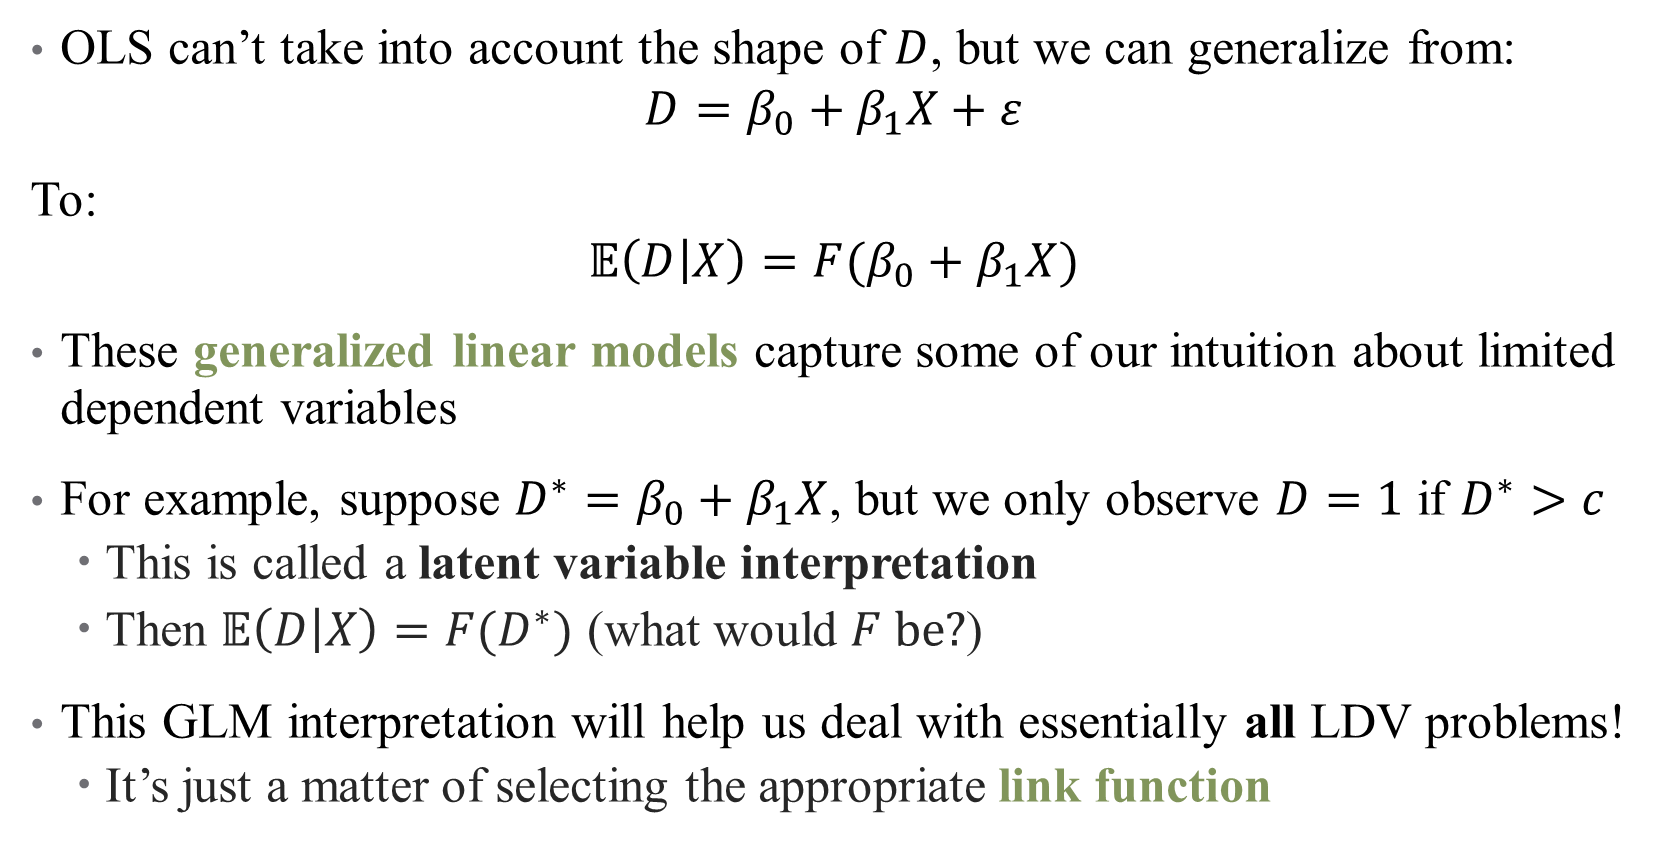 • OLS can’t take into account the shape of 𝐷, but we can generalize from:
𝐷 = 𝛽₀ + 𝛽₁𝑋 + 𝜀
To:
𝔼(𝐷|𝑋) = 𝐹(𝛽₀ + 𝛽₁𝑋)
• These generalized linear models capture some of our intuition about limited
dependent variables
• For example, suppose 𝐷* = 𝛽₀ + 𝛽₁𝑋, but we only observe 𝐷 = 1 if 𝐷* > 𝑐
• This is called a latent variable interpretation
• Then 𝔼(𝐷|𝑋) = 𝐹(𝐷*) (what would 𝐹 be?)
• This GLM interpretation will help us deal with essentially all LDV problems!
• It’s just a matter of selecting the appropriate link function